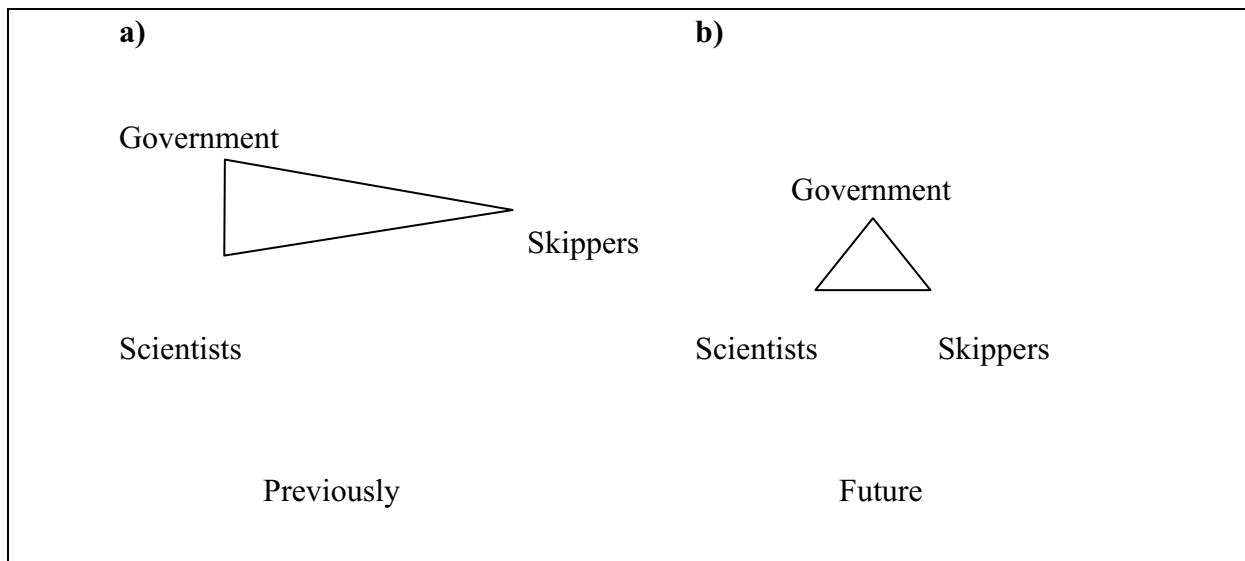 a)
Government
Skippers
Scientists
Previously
b)
Government
Scientists
Skippers
Future